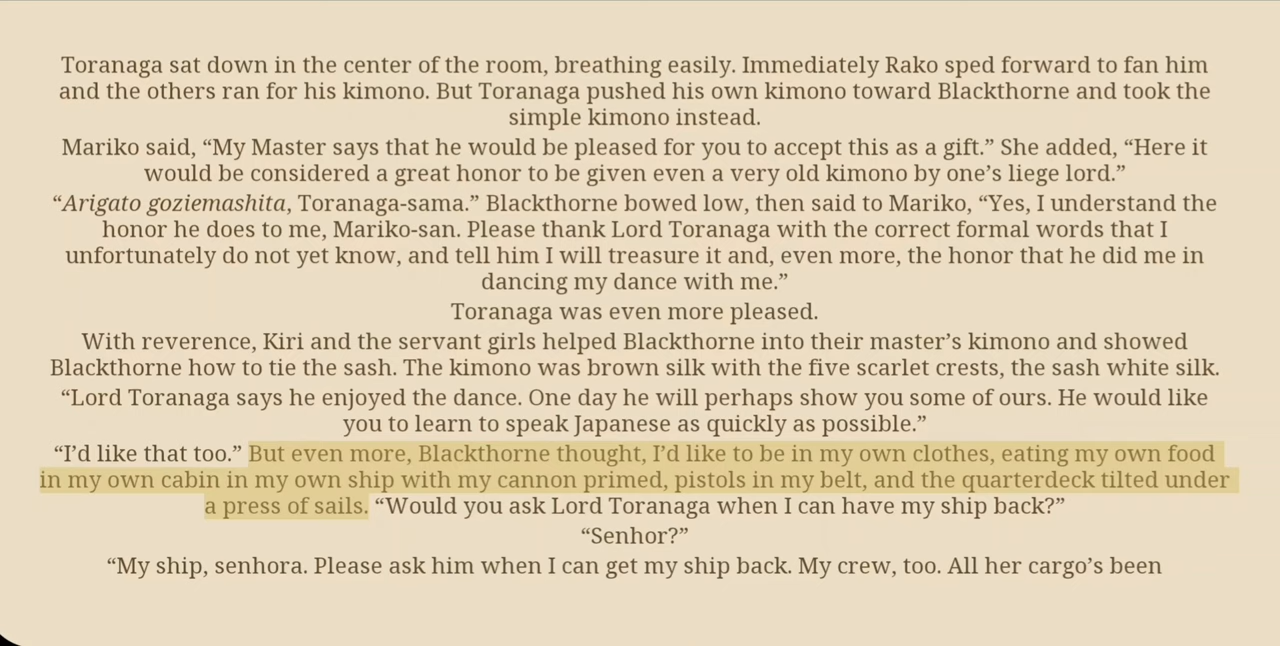 Toranaga sat down in the center of the room, breathing easily. Immediately Rako sped forward to fan him
and the others ran for his kimono. But Toranaga pushed his own kimono toward Blackthorne and took the
simple kimono instead.
Mariko said, “My Master says that he would be pleased for you to accept this as a gift.” She added, “Here it
would be considered a great honor to be given even a very old kimono by one’s liege lord.”
“Arigato goziemashita, Toranaga-sama.” Blackthorne bowed low, then said to Mariko, “Yes, I understand the
honor he does to me, Mariko-san. Please thank Lord Toranaga with the correct formal words that I
unfortunately do not yet know, and tell him I will treasure it and, even more, the honor that he did me in
dancing my dance with me.”
Toranaga was even more pleased.
With reverence, Kiri and the servant girls helped Blackthorne into their master’s kimono and showed
Blackthorne how to tie the sash. The kimono was brown silk with the five scarlet crests, the sash white silk.
“Lord Toranaga says he enjoyed the dance. One day he will perhaps show you some of ours. He would like
you to learn to speak Japanese as quickly as possible.”
“I’d like that too.” But even more, Blackthorne thought, I’d like to be in my own clothes, eating my own food
in my own cabin in my own ship with my cannon primed, pistols in my belt, and the quarterdeck tilted under
a press of sails. “Would you ask Lord Toranaga when I can have my ship back?”
“Senhor?”
“My ship, senhora. Please ask him when I can get my ship back. My crew, too. All her cargo’s been